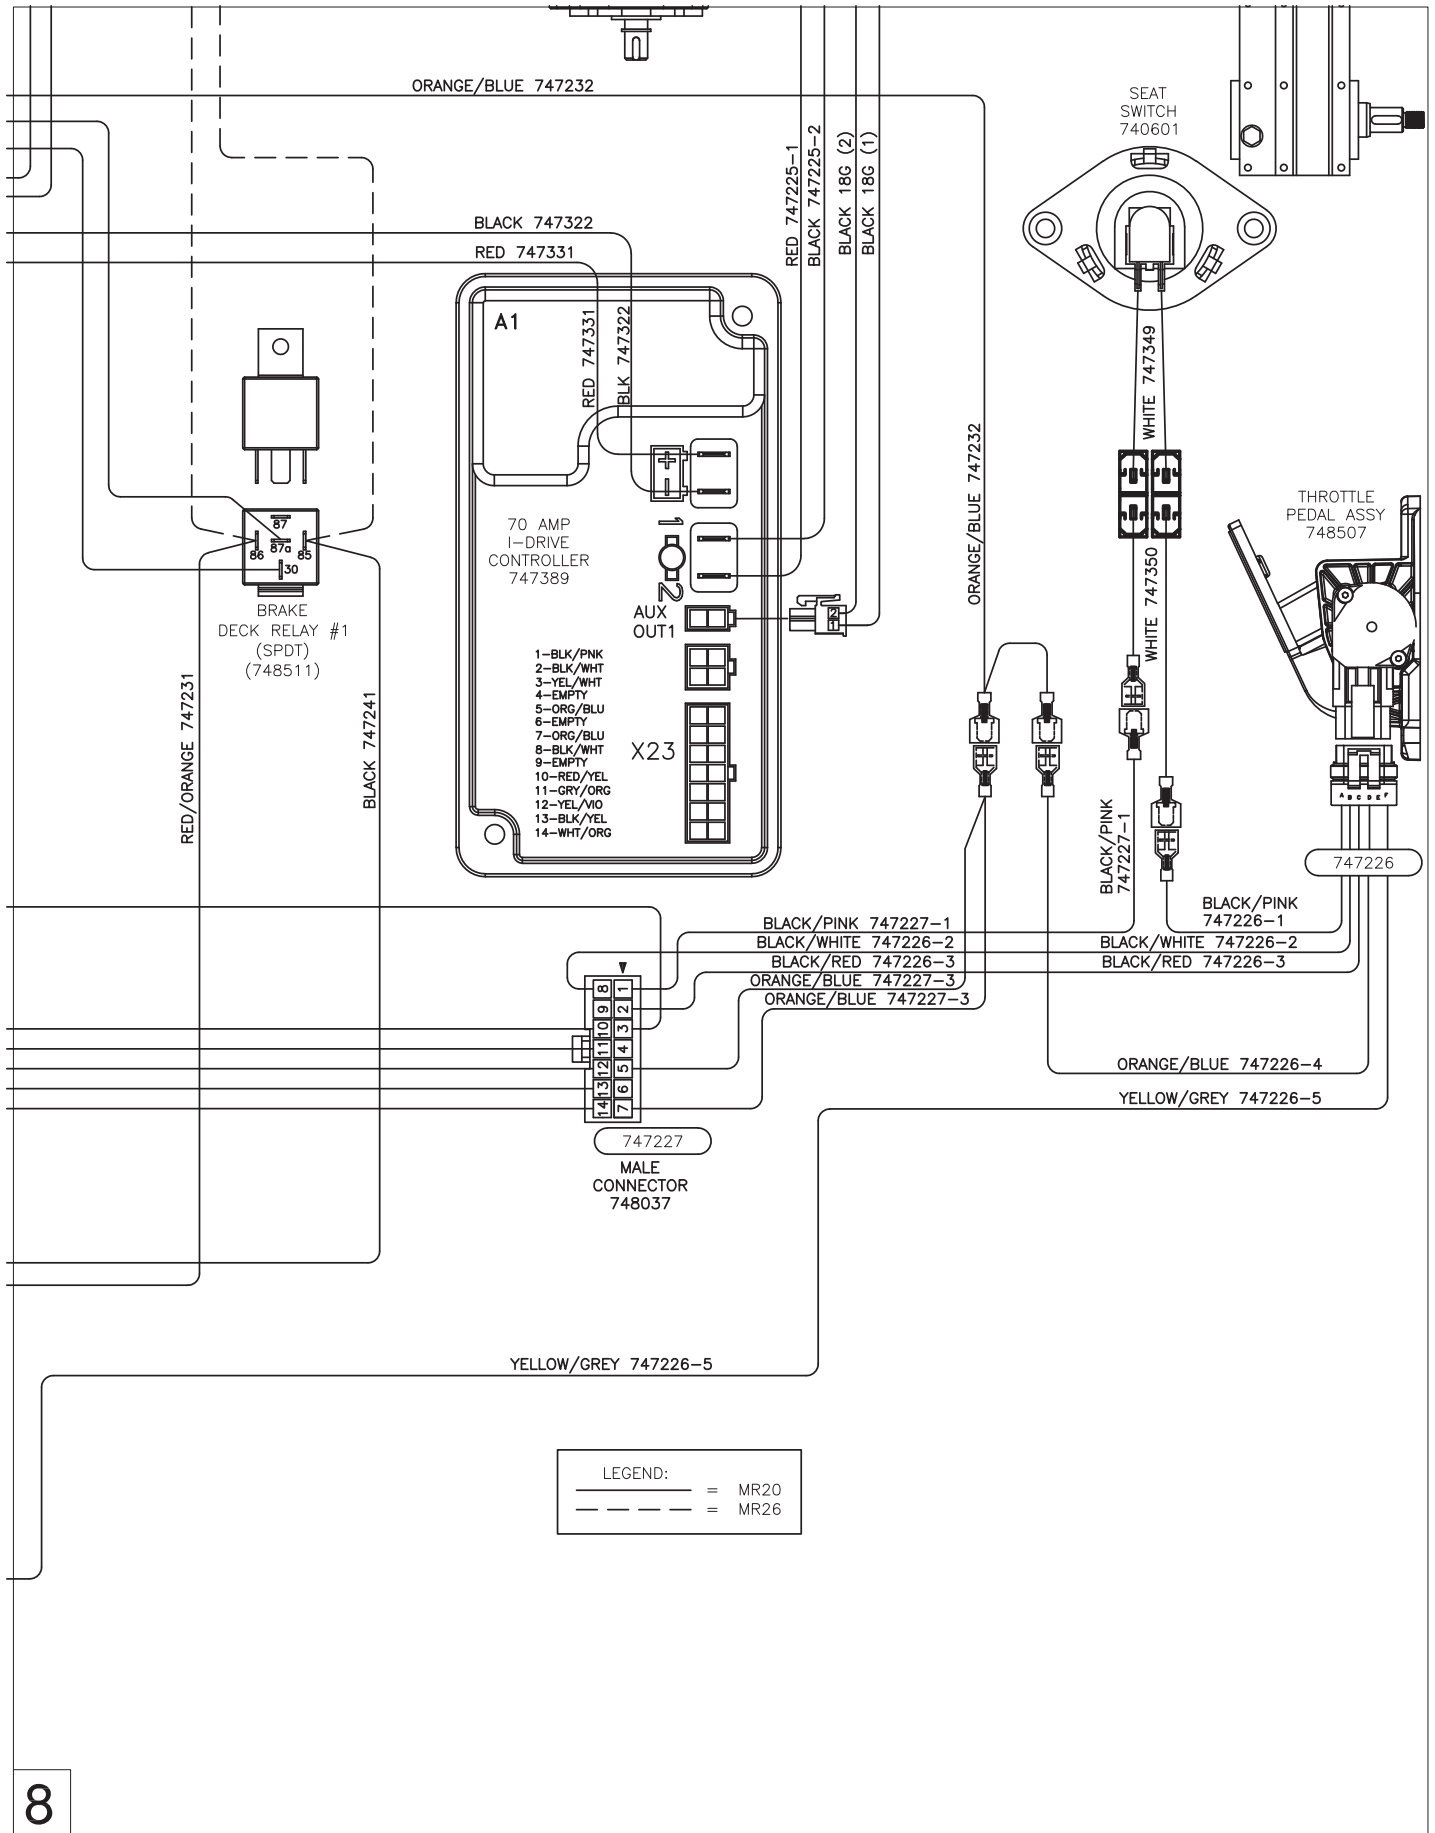 ORANGE/BLUE 747232
SEAT
SWITCH
740601
RED 747225-1
BLACK 747225-2
BLACK 18G (2)
BLACK 18G (1)
BLACK 747322
RED 747331
A1
RED 747331
BLK 747322
WHITE 747349
ORANGE/BLUE 747232
+
-
1
2
70 AMP
I-DRIVE
CONTROLLER
747389
THROTTLE
PEDAL ASSY
748507
87
86
87a
85
30
BRAKE
DECK RELAY #1
(SPDT)
(748511)
AUX
OUT1
2
1
WHITE 747350
1-BLK/PNK
2-BLK/WHT
3-YEL/WHT
4-EMPTY
5-ORG/BLU
6-EMPTY
7-ORG/BLU
8-BLK/WHT
9-EMPTY
10-RED/YEL
11-GRY/ORG
12-YEL/VIO
13-BLK/YEL
14-WHT/ORG
X23
RED/ORANGE 747231
BLACK 747241
A B C D E F
747226
BLACK/PINK
747227-1
BLACK/PINK
747226-1
BLACK/PINK 747227-1
BLACK/WHITE 747226-2
BLACK/WHITE 747226-2
BLACK/RED 747226-3
BLACK/RED 747226-3
ORANGE/BLUE 747227-3
ORANGE/BLUE 747227-3
8 1
9 2
10 3
11 4
12 5
13 6
14 7
ORANGE/BLUE 747226-4
YELLOW/GREY 747226-5
747227
MALE
CONNECTOR
748037
YELLOW/GREY 747226-5
LEGEND:
= MR20
= MR26
8